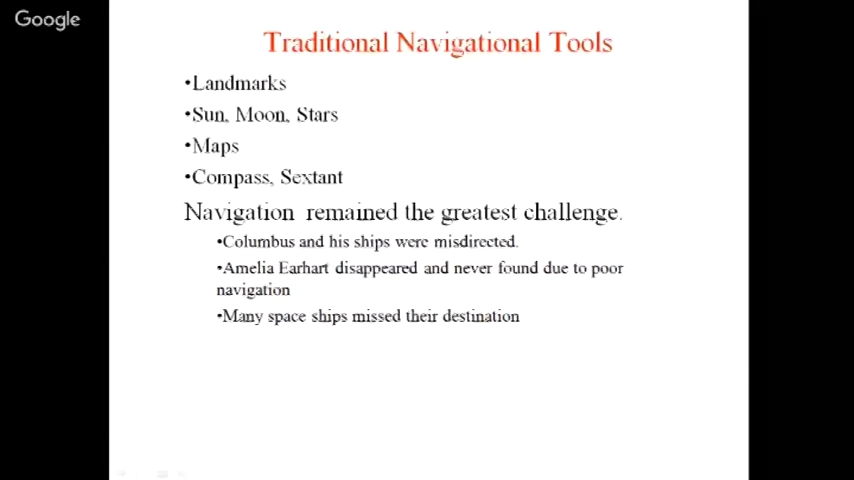 Google
Traditional Navigational Tools
•Landmarks
•Sun, Moon, Stars
•Maps
•Compass, Sextant
Navigation remained the greatest challenge.
•Columbus and his ships were misdirected.
•Amelia Earhart disappeared and never found due to poor
navigation
•Many space ships missed their destination